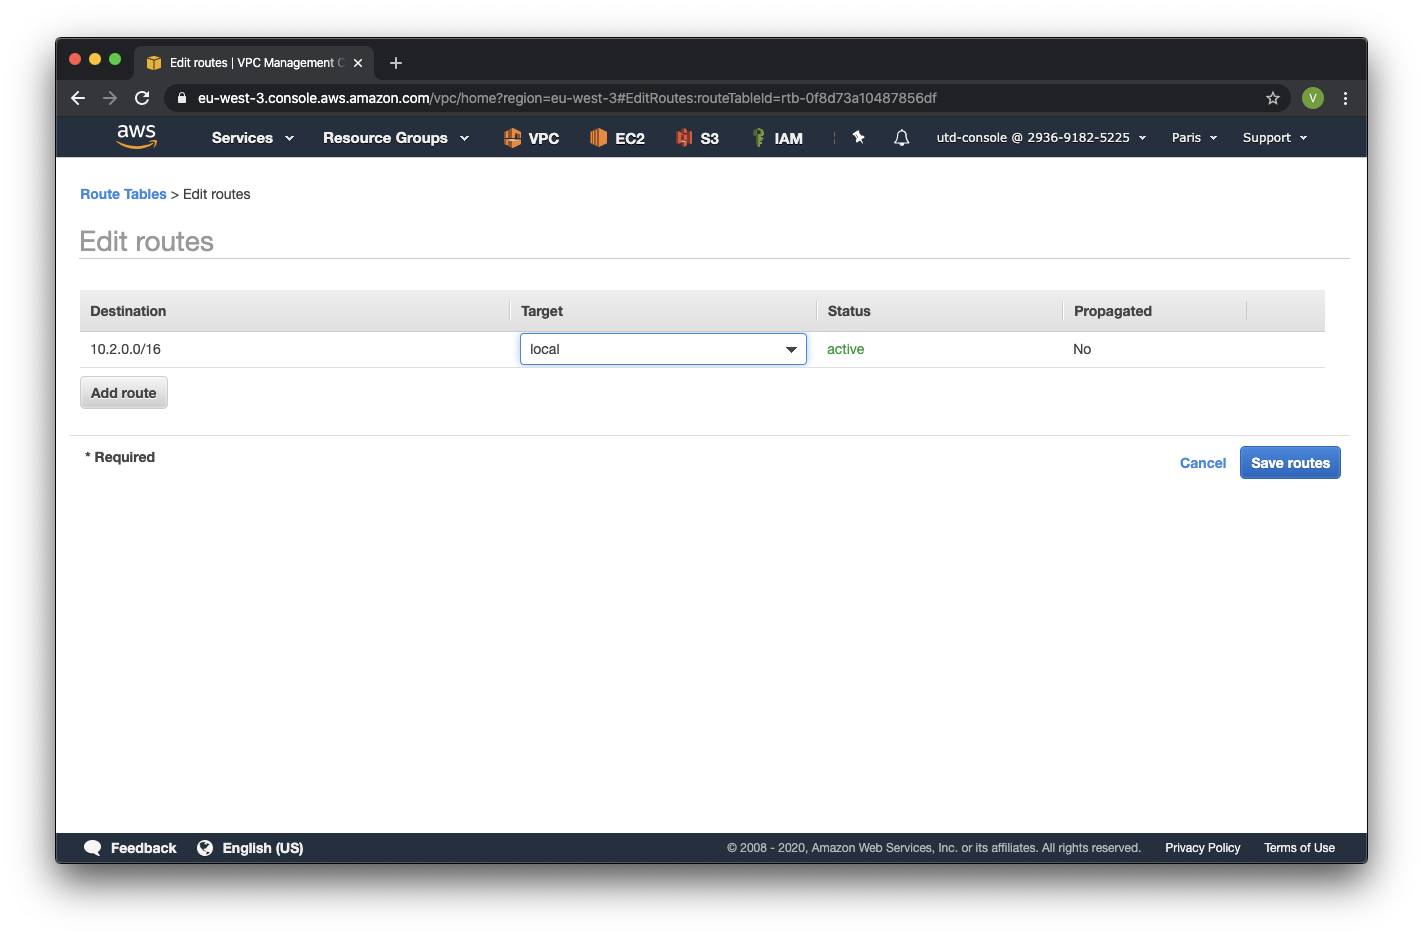 Edit routes | VPC Management C
eu-west-3.console.aws.amazon.com/vpc/home?region=eu-west-3#EditRoutes:routeTableId=rtb-0f8d73a10487856df
V
aws Services Resource Groups VPC EC2 S3 IAM utd-console @ 2936-9182-5225 Paris Support
Route Tables > Edit routes
Edit routes
Destination Target Status Propagated
10.2.0.0/16 local active No
Add route
* Required
Cancel Save routes
Feedback English (US) © 2008 - 2020, Amazon Web Services, Inc. or its affiliates. All rights reserved. Privacy Policy Terms of Use